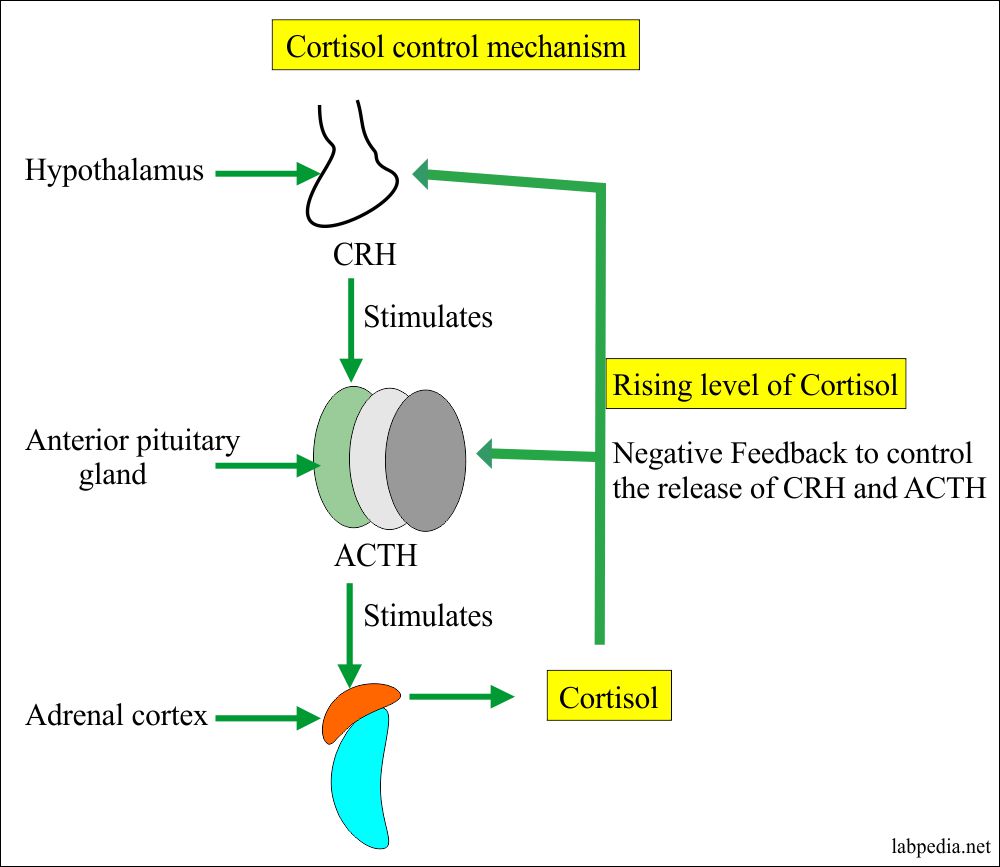 Cortisol control mechanism
Hypothalamus
CRH
Stimulates
Rising level of Cortisol
Anterior pituitary
gland
Negative Feedback to control
the release of CRH and ACTH
ACTH
Stimulates
Adrenal cortex
Cortisol
labpedia.net